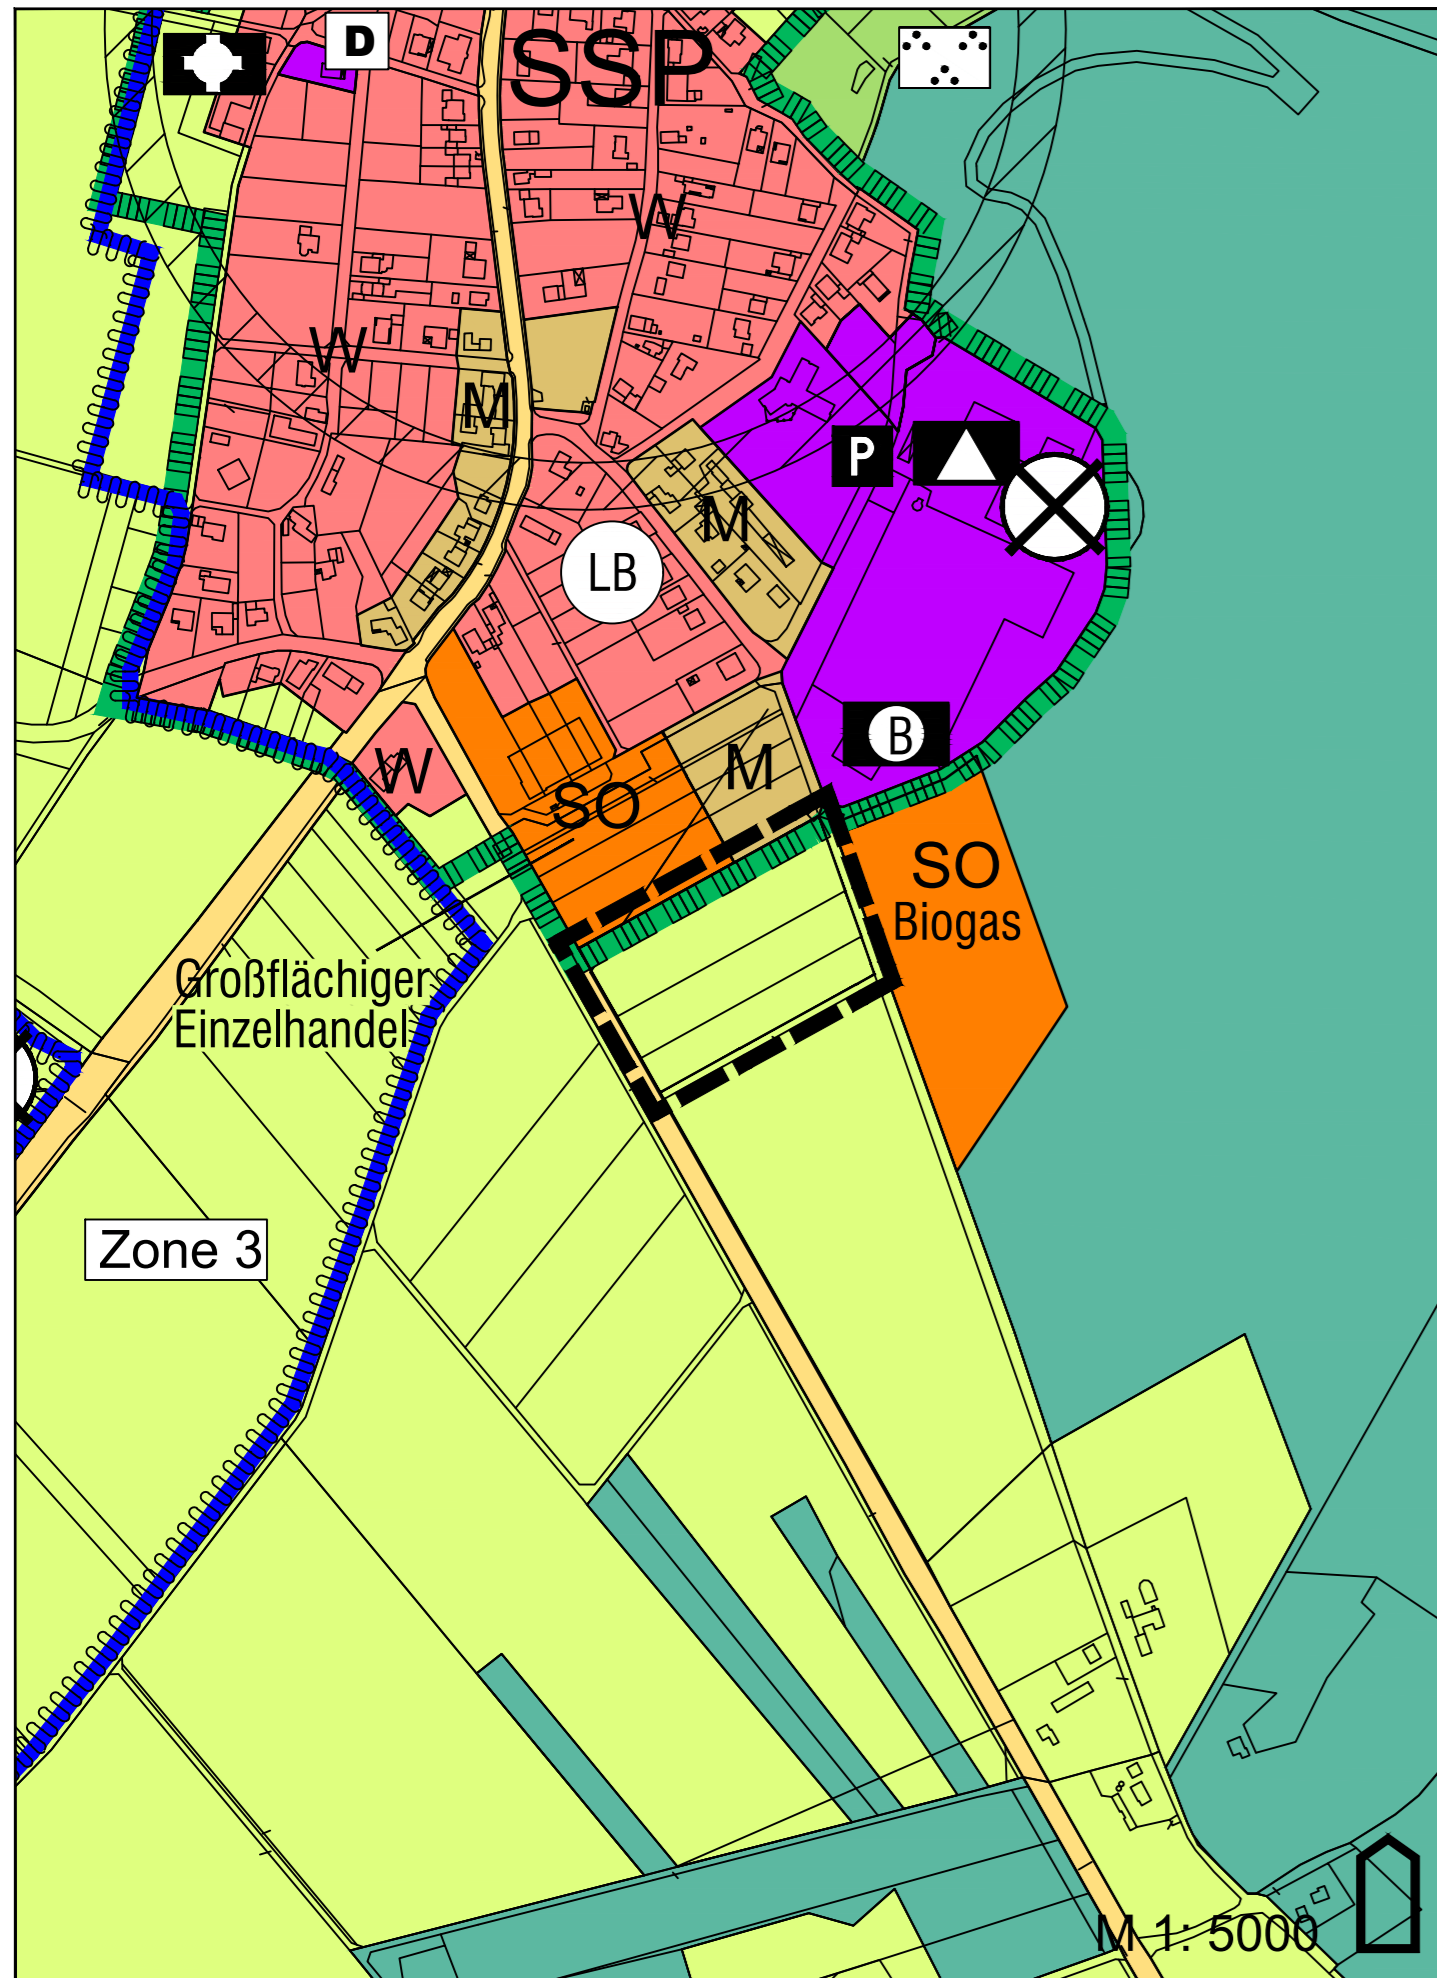 D
SSP
W
W
M
P
M
LB
B
W
M
SO
SO
Biogas
Großflächiger
Einzelhandel
Zone 3
M 1: 5000